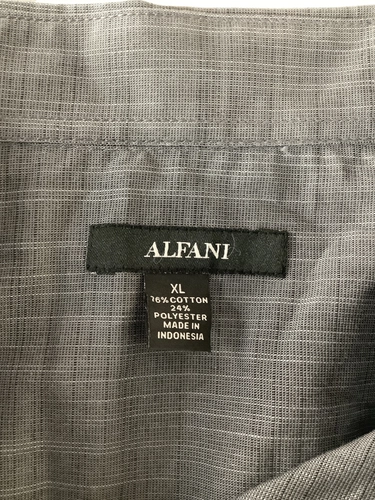 ALFANI
XL
76% COTTON
24%
POLYESTER
MADE IN
INDONESIA